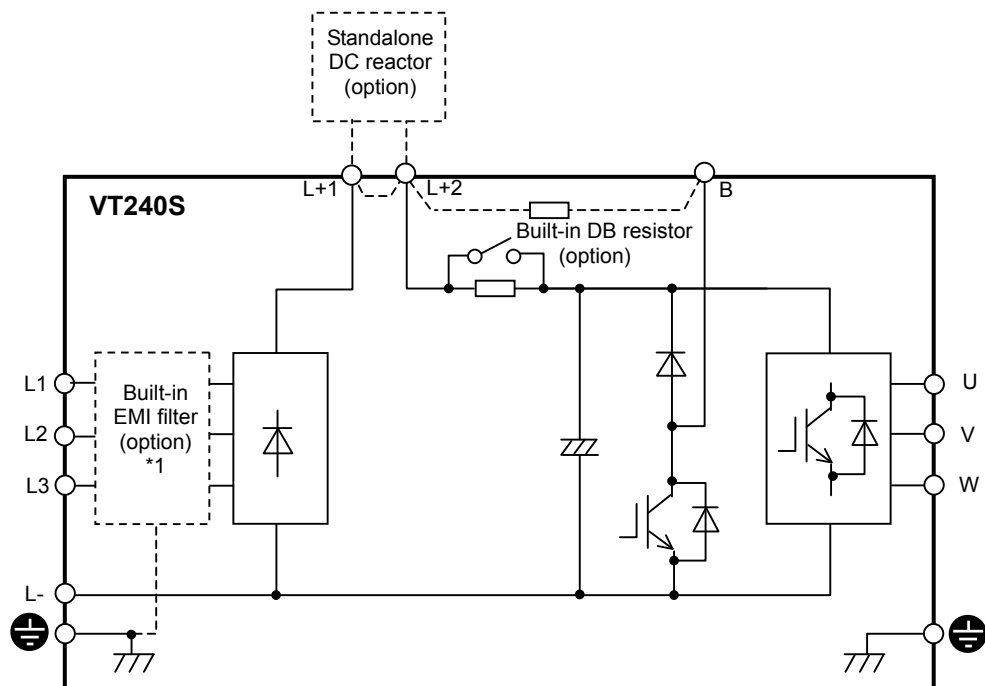 Standalone
DC reactor
(option)
L+1
L+2
B
VT240S
Built-in DB resistor
(option)
L1
L2
L3
Built-in
EMI filter
(option)
*1
U
V
W
L-